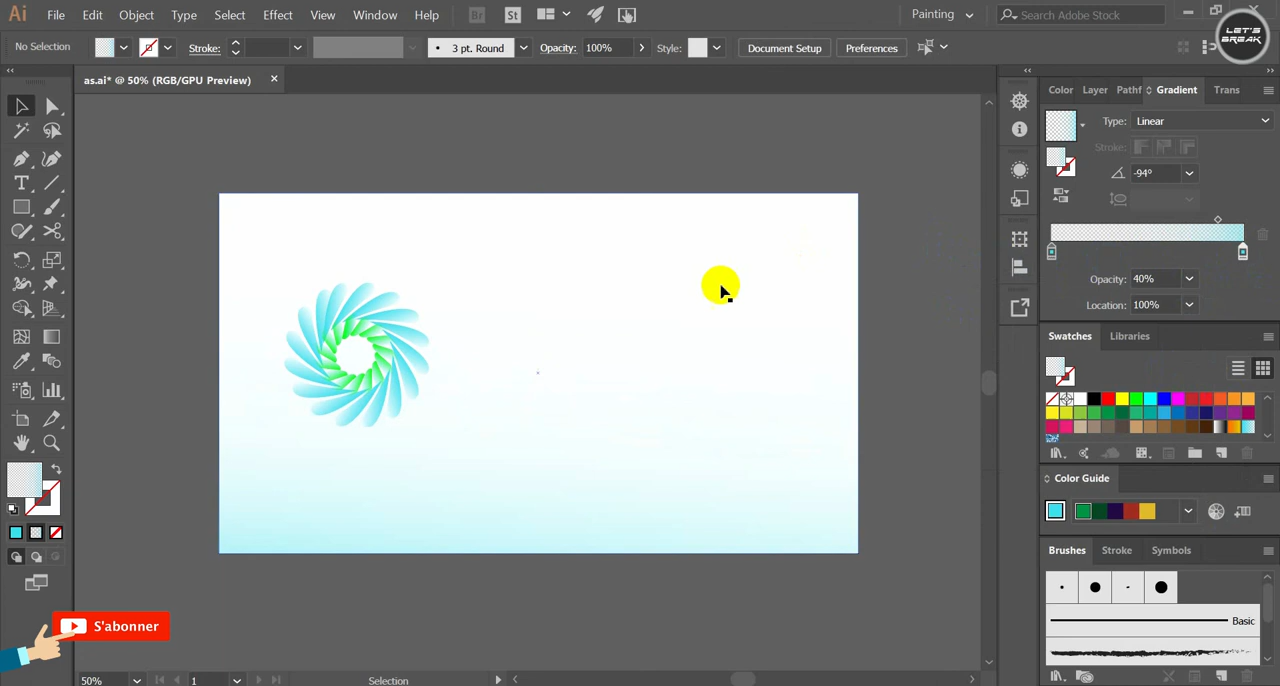 Ai File Edit Object Type Select Effect View Window Help Br St Painting Search Adobe Stock
LET'S BREAK
No Selection Stroke: 3 pt. Round Opacity: 100% Style: Document Setup Preferences
as.ai* @ 50% (RGB/GPU Preview)
Color Layer Pathf Gradient Trans
Type: Linear
Stroke:
-94°
Opacity: 40%
Location: 100%
Swatches Libraries
Color Guide
Brushes Stroke Symbols
Basic
S'abonner
50% 1 Selection